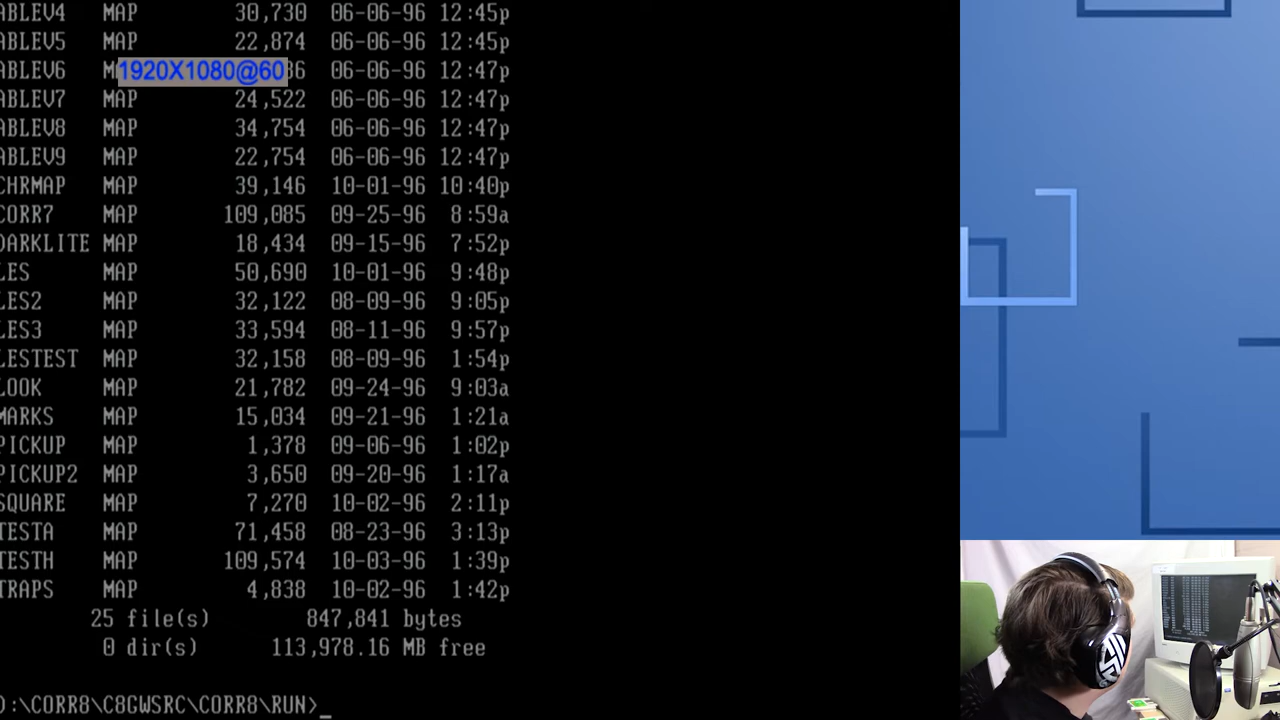 ABLEV4 MAP 30,730 06-06-96 12:45p
ABLEV5 MAP 22,874 06-06-96 12:45p
ABLEV6 1920X1080@60 06-06-96 12:47p
ABLEV7 MAP 24,522 06-06-96 12:47p
ABLEV8 MAP 34,754 06-06-96 12:47p
ABLEV9 MAP 22,754 06-06-96 12:47p
CHRMAP MAP 39,146 10-01-96 10:40p
CORR7 MAP 109,085 09-25-96 8:59a
DARKLITE MAP 18,434 09-15-96 7:52p
LES MAP 50,690 10-01-96 9:48p
LES2 MAP 32,122 08-09-96 9:05p
LES3 MAP 33,594 08-11-96 9:57p
LESTEST MAP 32,158 08-09-96 1:54p
LOOK MAP 21,782 09-24-96 9:03a
MARKS MAP 15,034 09-21-96 1:21a
PICKUP MAP 1,378 09-06-96 1:02p
PICKUP2 MAP 3,650 09-20-96 1:17a
SQUARE MAP 7,270 10-02-96 2:11p
TESTA MAP 71,458 08-23-96 3:13p
TESTH MAP 109,574 10-03-96 1:39p
TRAPS MAP 4,838 10-02-96 1:42p
25 file(s) 847,841 bytes
0 dir(s) 113,978.16 MB free
D:\CORR8\C8GWSRC\CORR8\RUN>_